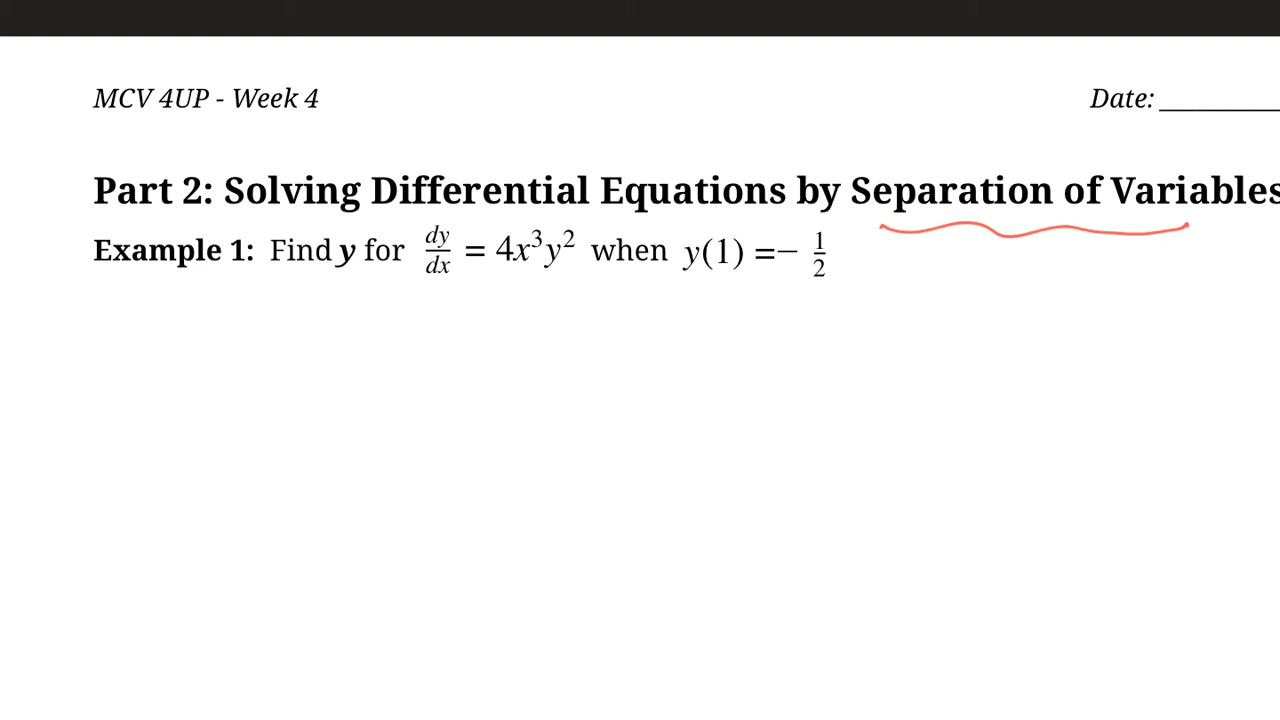 MCV 4UP - Week 4
Date: __________
Part 2: Solving Differential Equations by Separation of Variables
Example 1: Find y for dy/dx = 4x³y² when y(1) =− 1/2